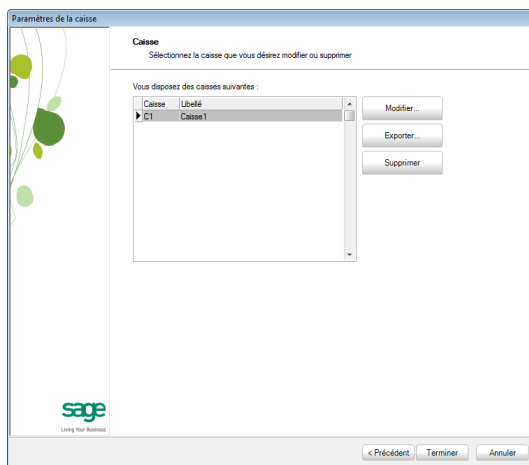 Paramètres de la caisse
Caisse
Sélectionnez la caisse que vous désirez modifier ou supprimer
Vous disposez des caisses suivantes :
Caisse Libellé
C1 Caisse1
Modifier...
Exporter...
Supprimer
sage
Living Your Business
< Précédent Terminer Annuler